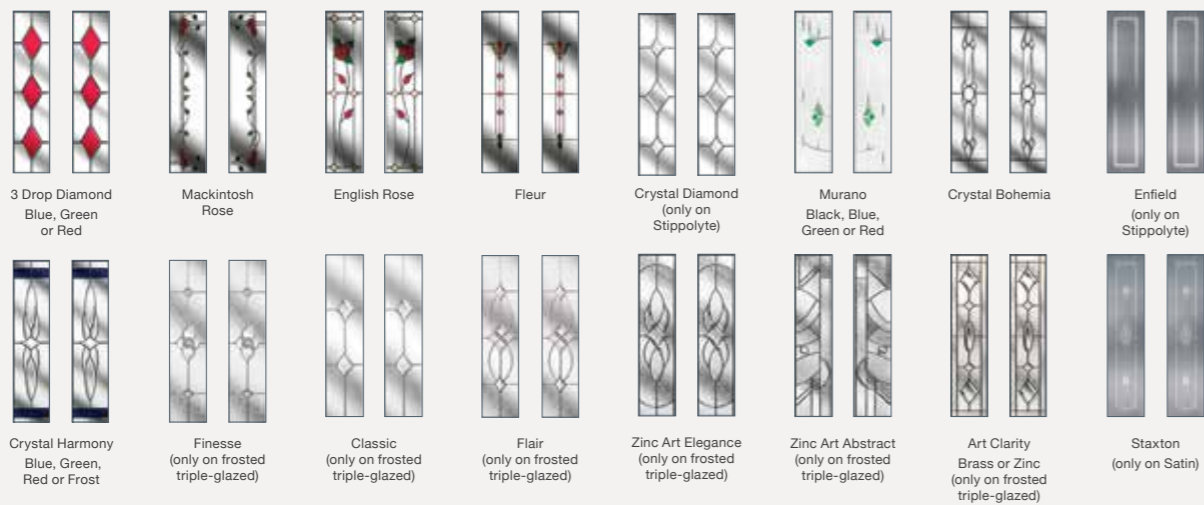 3 Drop Diamond
Blue, Green
or Red
Mackintosh
Rose
English Rose
Fleur
Crystal Diamond
(only on
Stippolyte)
Murano
Black, Blue,
Green or Red
Crystal Bohemia
Enfield
(only on
Stippolyte)
Crystal Harmony
Blue, Green,
Red or Frost
Finesse
(only on frosted
triple-glazed)
Classic
(only on frosted
triple-glazed)
Flair
(only on frosted
triple-glazed)
Zinc Art Elegance
(only on frosted
triple-glazed)
Zinc Art Abstract
(only on frosted
triple-glazed)
Art Clarity
Brass or Zinc
(only on frosted
triple-glazed)
Staxton
(only on Satin)